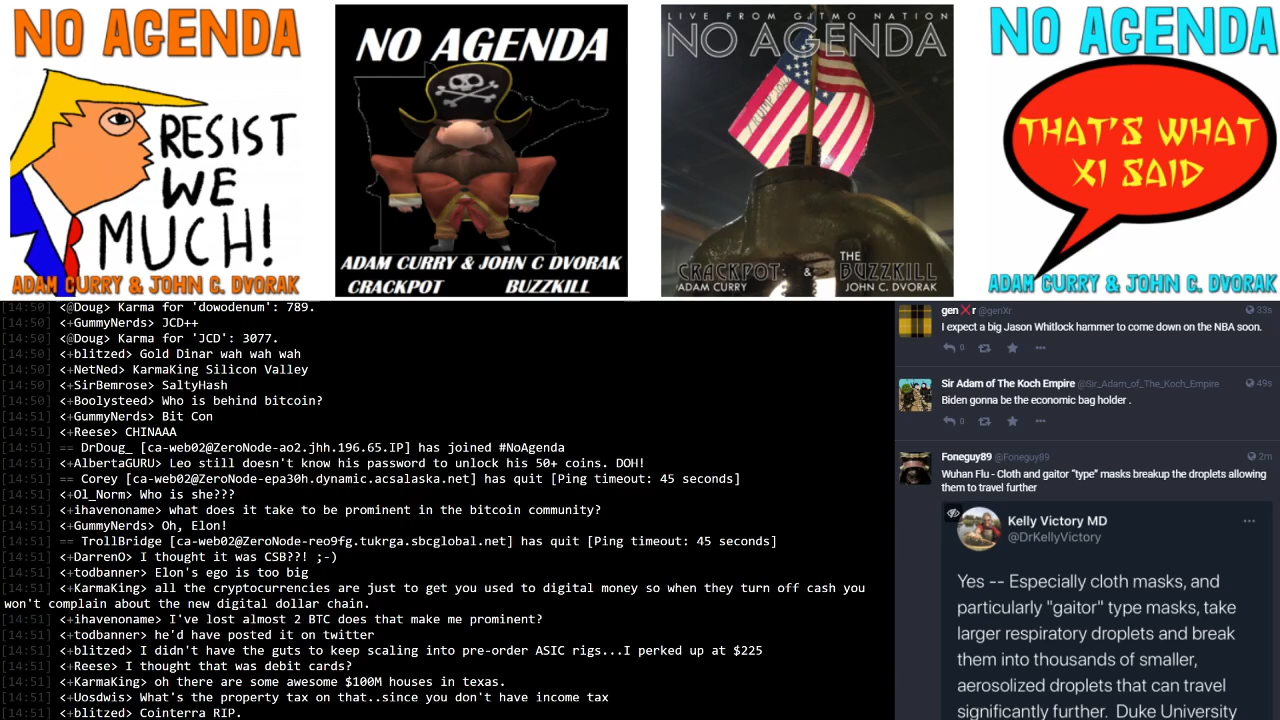 NO AGENDA
RESIST
WE
MUCH!
ADAM CURRY & JOHN C. DVORAK
NO AGENDA
ADAM CURRY & JOHN C DVORAK
CRACKPOT BUZZKILL
LIVE FROM GITMO NATION
NO AGENDA
CRACKPOT & THE BUZZKILL
ADAM CURRY JOHN C. DVORAK
NO AGENDA
THAT'S WHAT
XI SAID
ADAM CURRY & JOHN C. DVORAK
[14:50] <@Doug> Karma for 'dowodenum': 789.
[14:50] <+GummyNerds> JCD++
[14:50] <@Doug> Karma for 'JCD': 3077.
[14:50] <+blitzed> Gold Dinar wah wah wah
[14:50] <+NetNed> KarmaKing Silicon Valley
[14:50] <+SirBemrose> SaltyHash
[14:50] <+Boolysteed> Who is behind bitcoin?
[14:51] <+GummyNerds> Bit Con
[14:51] <+Reese> CHINAAA
[14:51] == DrDoug_ [ca-web02@ZeroNode-ao2.jhh.196.65.IP] has joined #NoAgenda
[14:51] <+AlbertaGURU> Leo still doesn't know his password to unlock his 50+ coins. DOH!
[14:51] == Corey [ca-web02@ZeroNode-epa30h.dynamic.acsalaska.net] has quit [Ping timeout: 45 seconds]
[14:51] <+Ol_Norm> Who is she???
[14:51] <+ihavenoname> what does it take to be prominent in the bitcoin community?
[14:51] <+GummyNerds> Oh, Elon!
[14:51] == TrollBridge [ca-web02@ZeroNode-reo9fg.tukrga.sbcglobal.net] has quit [Ping timeout: 45 seconds]
[14:51] <+DarrenO> I thought it was CSB??! ;-)
[14:51] <+todbanner> Elon's ego is too big
[14:51] <+KarmaKing> all the cryptocurrencies are just to get you used to digital money so when they turn off cash you
won't complain about the new digital dollar chain.
[14:51] <+ihavenoname> I've lost almost 2 BTC does that make me prominent?
[14:51] <+todbanner> he'd have posted it on twitter
[14:51] <+blitzed> I didn't have the guts to keep scaling into pre-order ASIC rigs...I perked up at $225
[14:51] <+Reese> I thought that was debit cards?
[14:51] <+KarmaKing> oh there are some awesome $100M houses in texas.
[14:51] <+Uosdwis> What's the property tax on that..since you don't have income tax
[14:51] <+blitzed> Cointerra RIP.
gen❌r @genXr 33s
I expect a big Jason Whitlock hammer to come down on the NBA soon.
0
Sir Adam of The Koch Empire @Sir_Adam_of_The_Koch_Empire 49s
Biden gonna be the economic bag holder .
0
Foneguy89 @Foneguy89 2m
Wuhan Flu - Cloth and gaitor “type” masks breakup the droplets allowing
them to travel further
Kelly Victory MD
@DrKellyVictory
Yes -- Especially cloth masks, and
particularly "gaitor" type masks, take
larger respiratory droplets and break
them into thousands of smaller,
aerosolized droplets that can travel
significantly further. Duke University